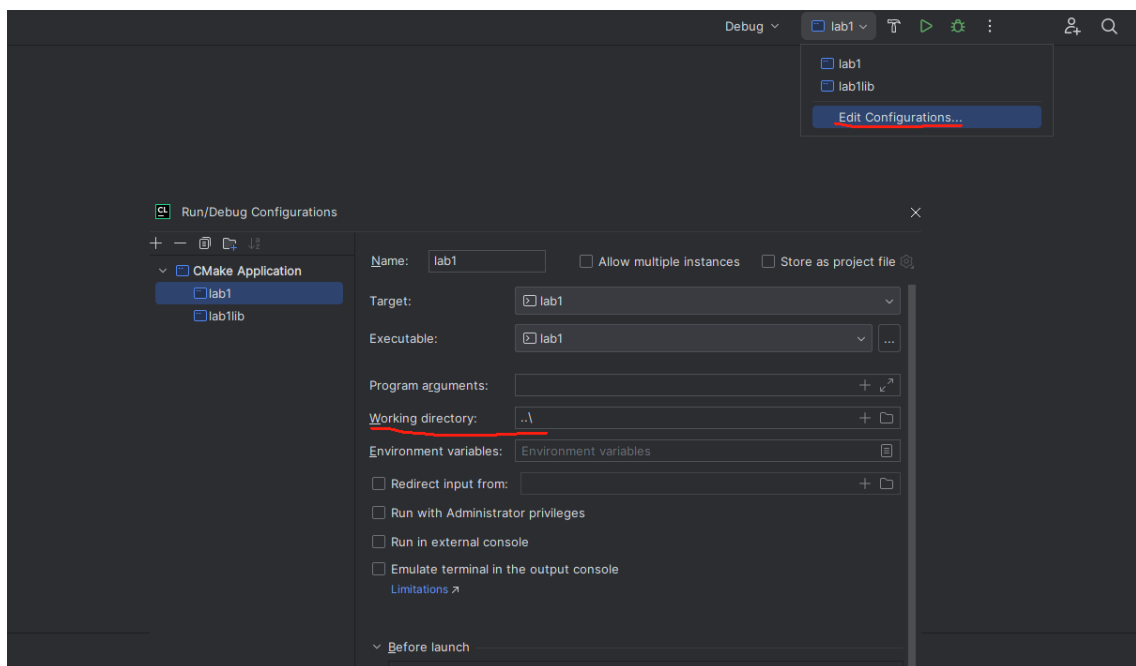 Debug lab1
lab1
lab1lib
Edit Configurations...
CL Run/Debug Configurations
CMake Application
lab1
lab1lib
Name: lab1 Allow multiple instances Store as project file
Target: lab1
Executable: lab1 ...
Program arguments:
Working directory: ..\
Environment variables: Environment variables
Redirect input from:
Run with Administrator privileges
Run in external console
Emulate terminal in the output console
Limitations ↗
Before launch